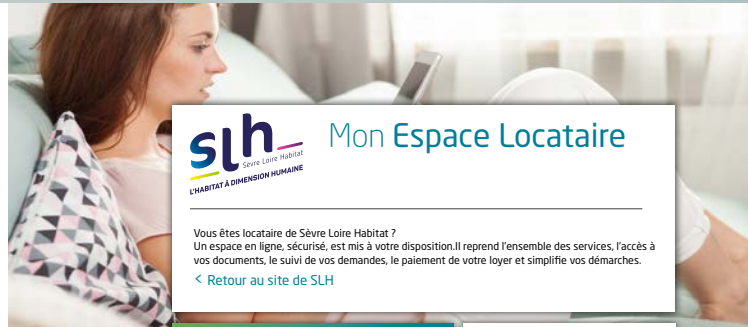 slh
Sèvre Loire Habitat
L'HABITAT À DIMENSION HUMAINE
Mon Espace Locataire
Vous êtes locataire de Sèvre Loire Habitat ?
Un espace en ligne, sécurisé, est mis à votre disposition.Il reprend l'ensemble des services, l'accès à
vos documents, le suivi de vos demandes, le paiement de votre loyer et simplifie vos démarches.
< Retour au site de SLH